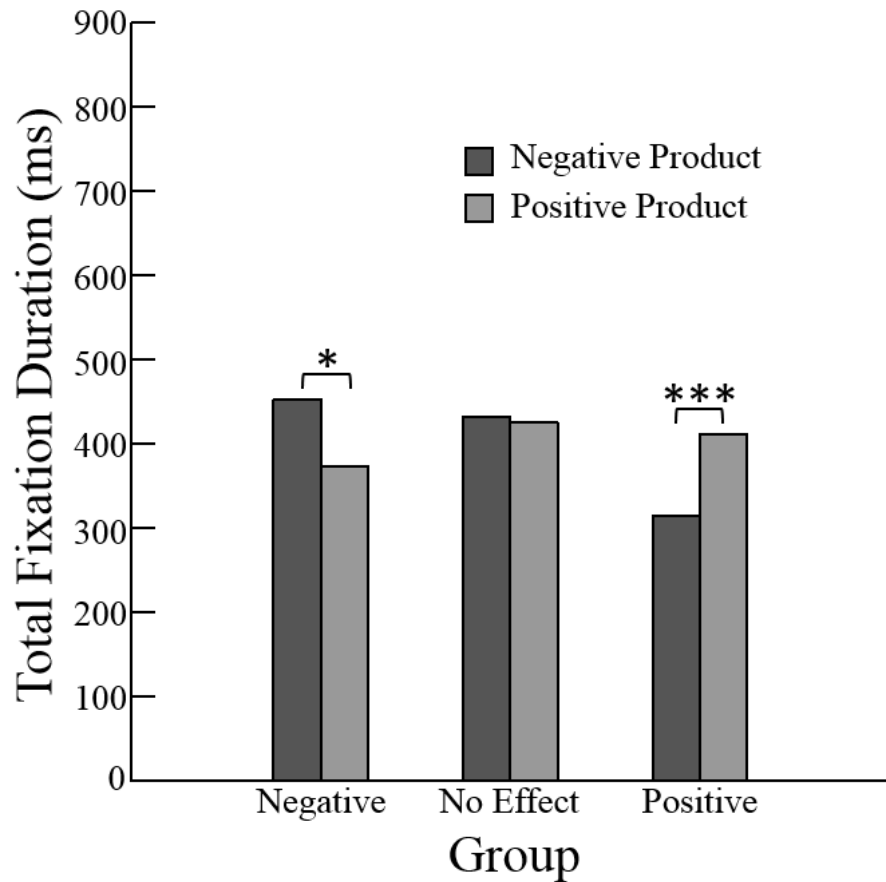 900
800
700
600
500
400
300
200
100
0
Total Fixation Duration (ms)
Negative Product
Positive Product
*
***
Negative
No Effect
Positive
Group